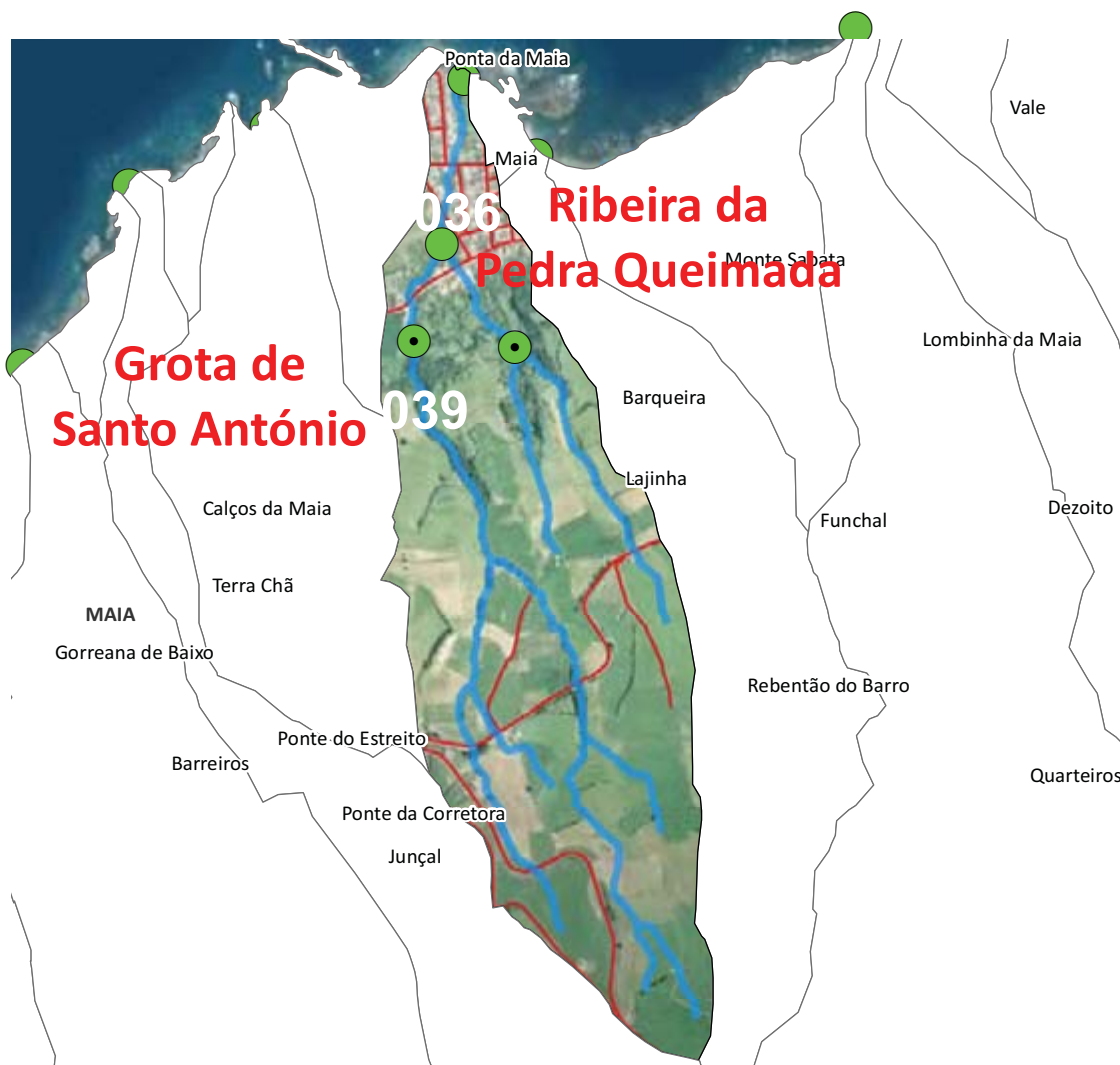 Ponta da Maia
Vale
Maia
036
Ribeira da
Pedra Queimada
Monte Sabata
Lombinha da Maia
Grota de
Santo António
039
Barqueira
Lajinha
Calços da Maia
Funchal
Dezoito
Terra Chã
MAIA
Gorreana de Baixo
Rebentão do Barro
Ponte do Estreito
Barreiros
Quarteiros
Ponte da Corretora
Junçal